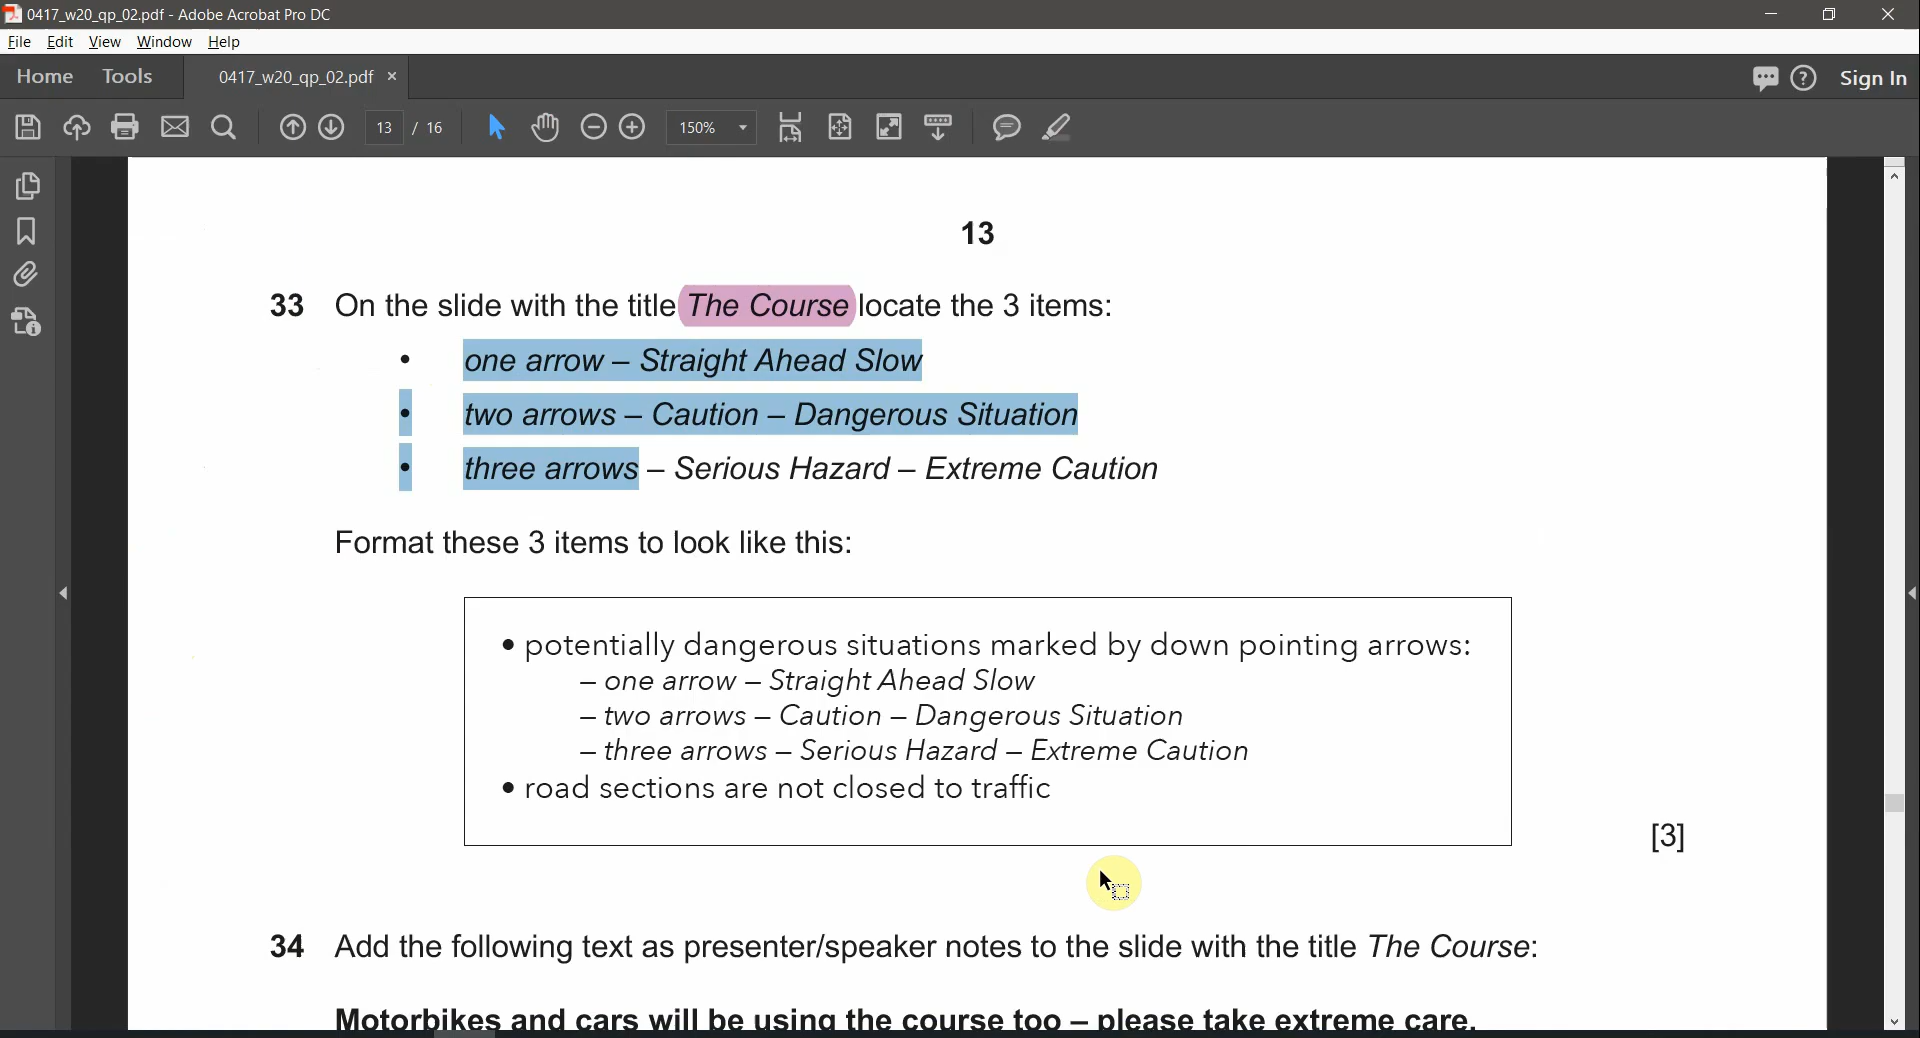 0417_w20_qp_02.pdf - Adobe Acrobat Pro DC
File Edit View Window Help
Home Tools 0417_w20_qp_02.pdf × Sign In
13 / 16 150%
13
33 On the slide with the title The Course locate the 3 items:
• one arrow – Straight Ahead Slow
• two arrows – Caution – Dangerous Situation
• three arrows – Serious Hazard – Extreme Caution
Format these 3 items to look like this:
• potentially dangerous situations marked by down pointing arrows:
– one arrow – Straight Ahead Slow
– two arrows – Caution – Dangerous Situation
– three arrows – Serious Hazard – Extreme Caution
• road sections are not closed to traffic
[3]
34 Add the following text as presenter/speaker notes to the slide with the title The Course:
Motorbikes and cars will be using the course too – please take extreme care.